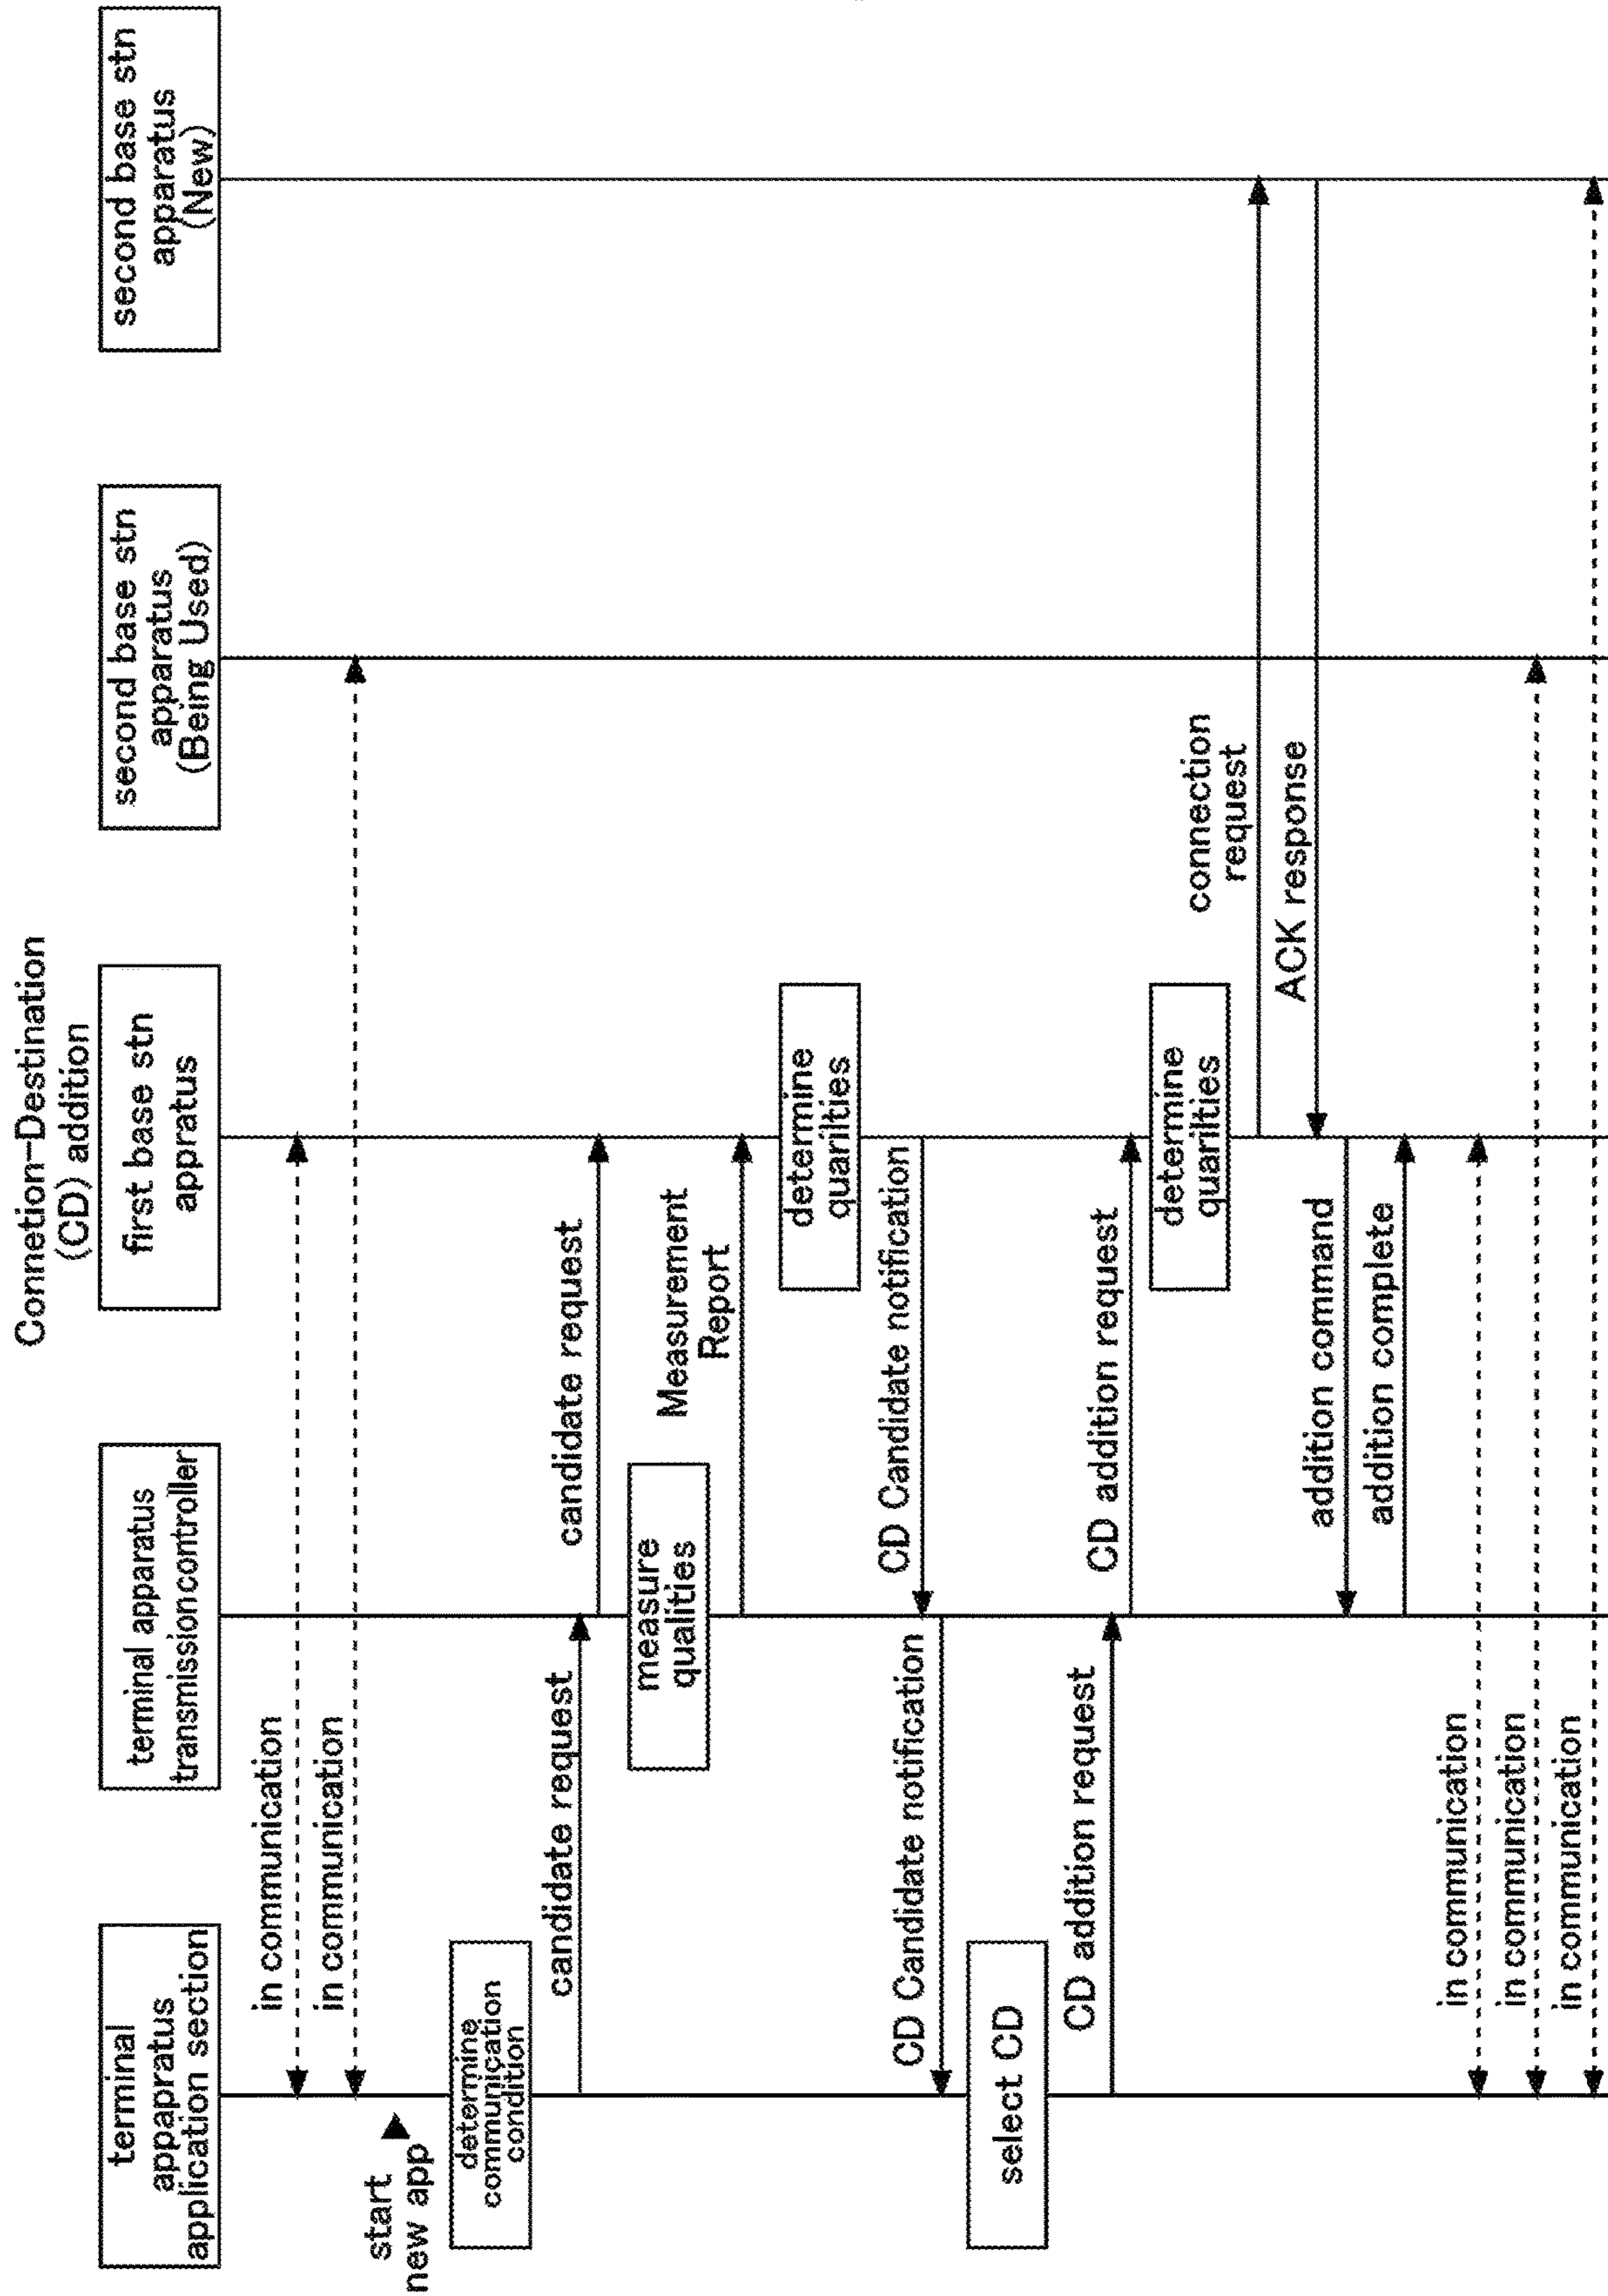 Connetion-Destination
(CD) addition
terminal
appapratus
application section
terminal apparatus
transmission controller
first base stn
appratus
second base stn
apparatus
(Being Used)
second base stn
apparatus
(New)
in communication
in communication
start
new app
determine
communication
condition
candidate request
candidate request
measure
qualities
Measurement
Report
determine
quarilties
CD Candidate notification
CD Candidate notification
select CD
CD addition request
CD addition request
determine
quarilties
connection
request
ACK response
addition command
addition complete
in communication
in communication
in communication